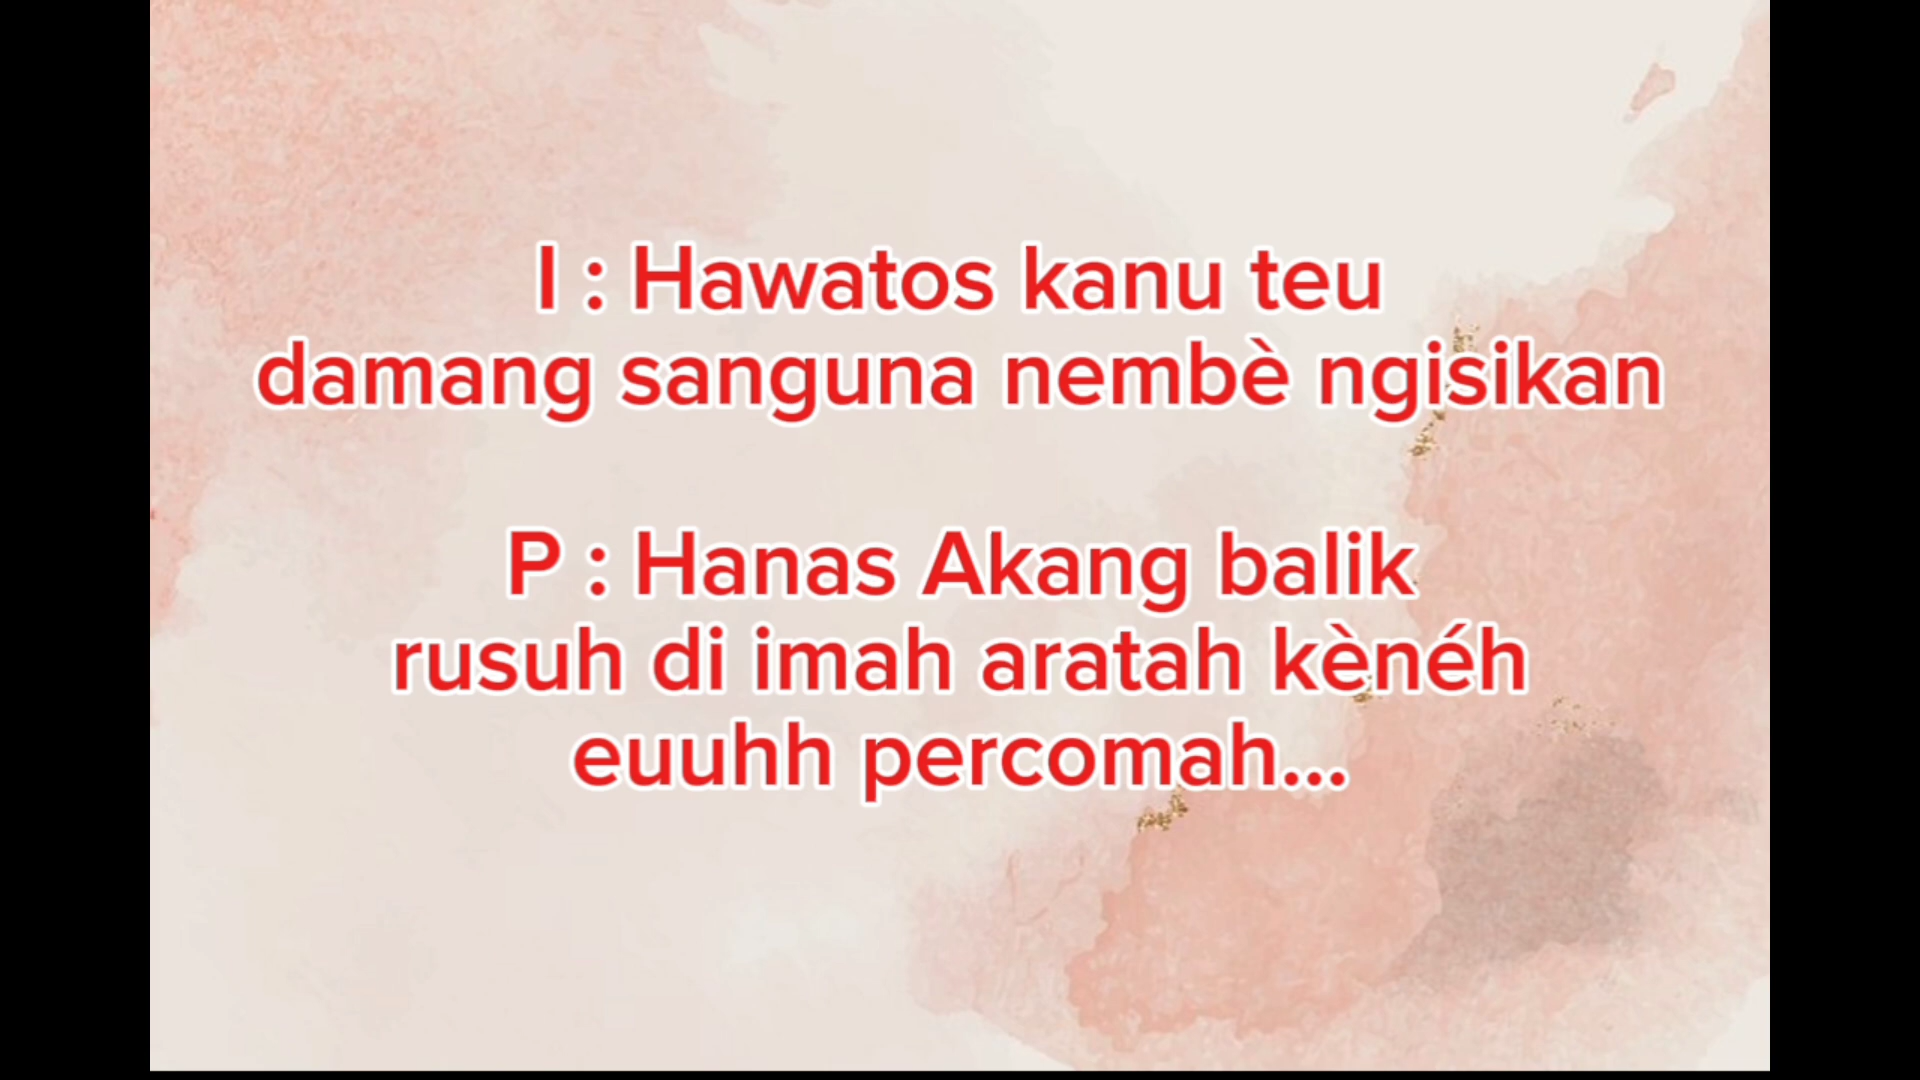 I : Hawatos kanu teu
damang sanguna nembè ngisikan
P : Hanas Akang balik
rusuh di imah aratah kènéh
euuhh percomah...